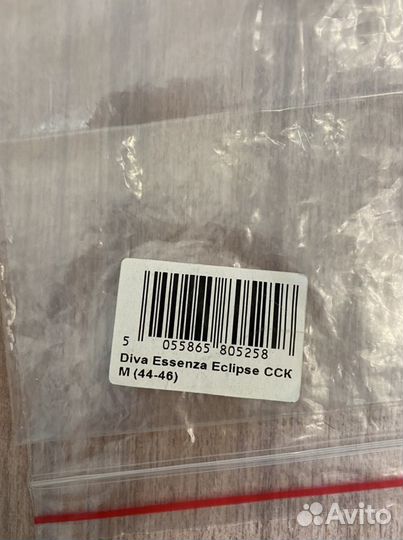 5 055865 805258
Diva Essenza Eclipse CCK
M (44-46)
Avito